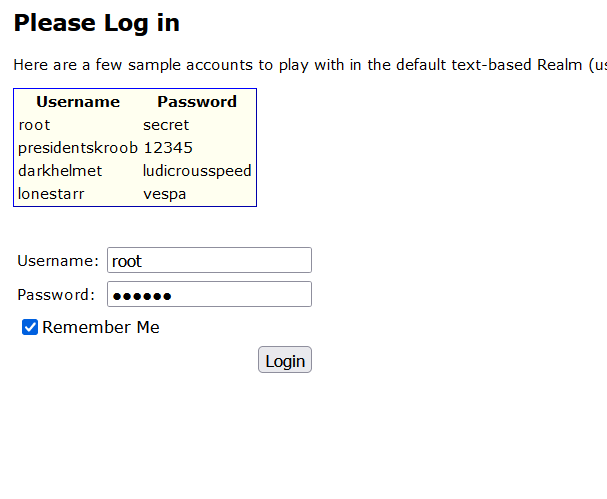 Please Log in
Here are a few sample accounts to play with in the default text-based Realm (us
Username Password
root secret
presidentskroob 12345
darkhelmet ludicrousspeed
lonestarr vespa
Username: root
Password: ●●●●●●
Remember Me
Login